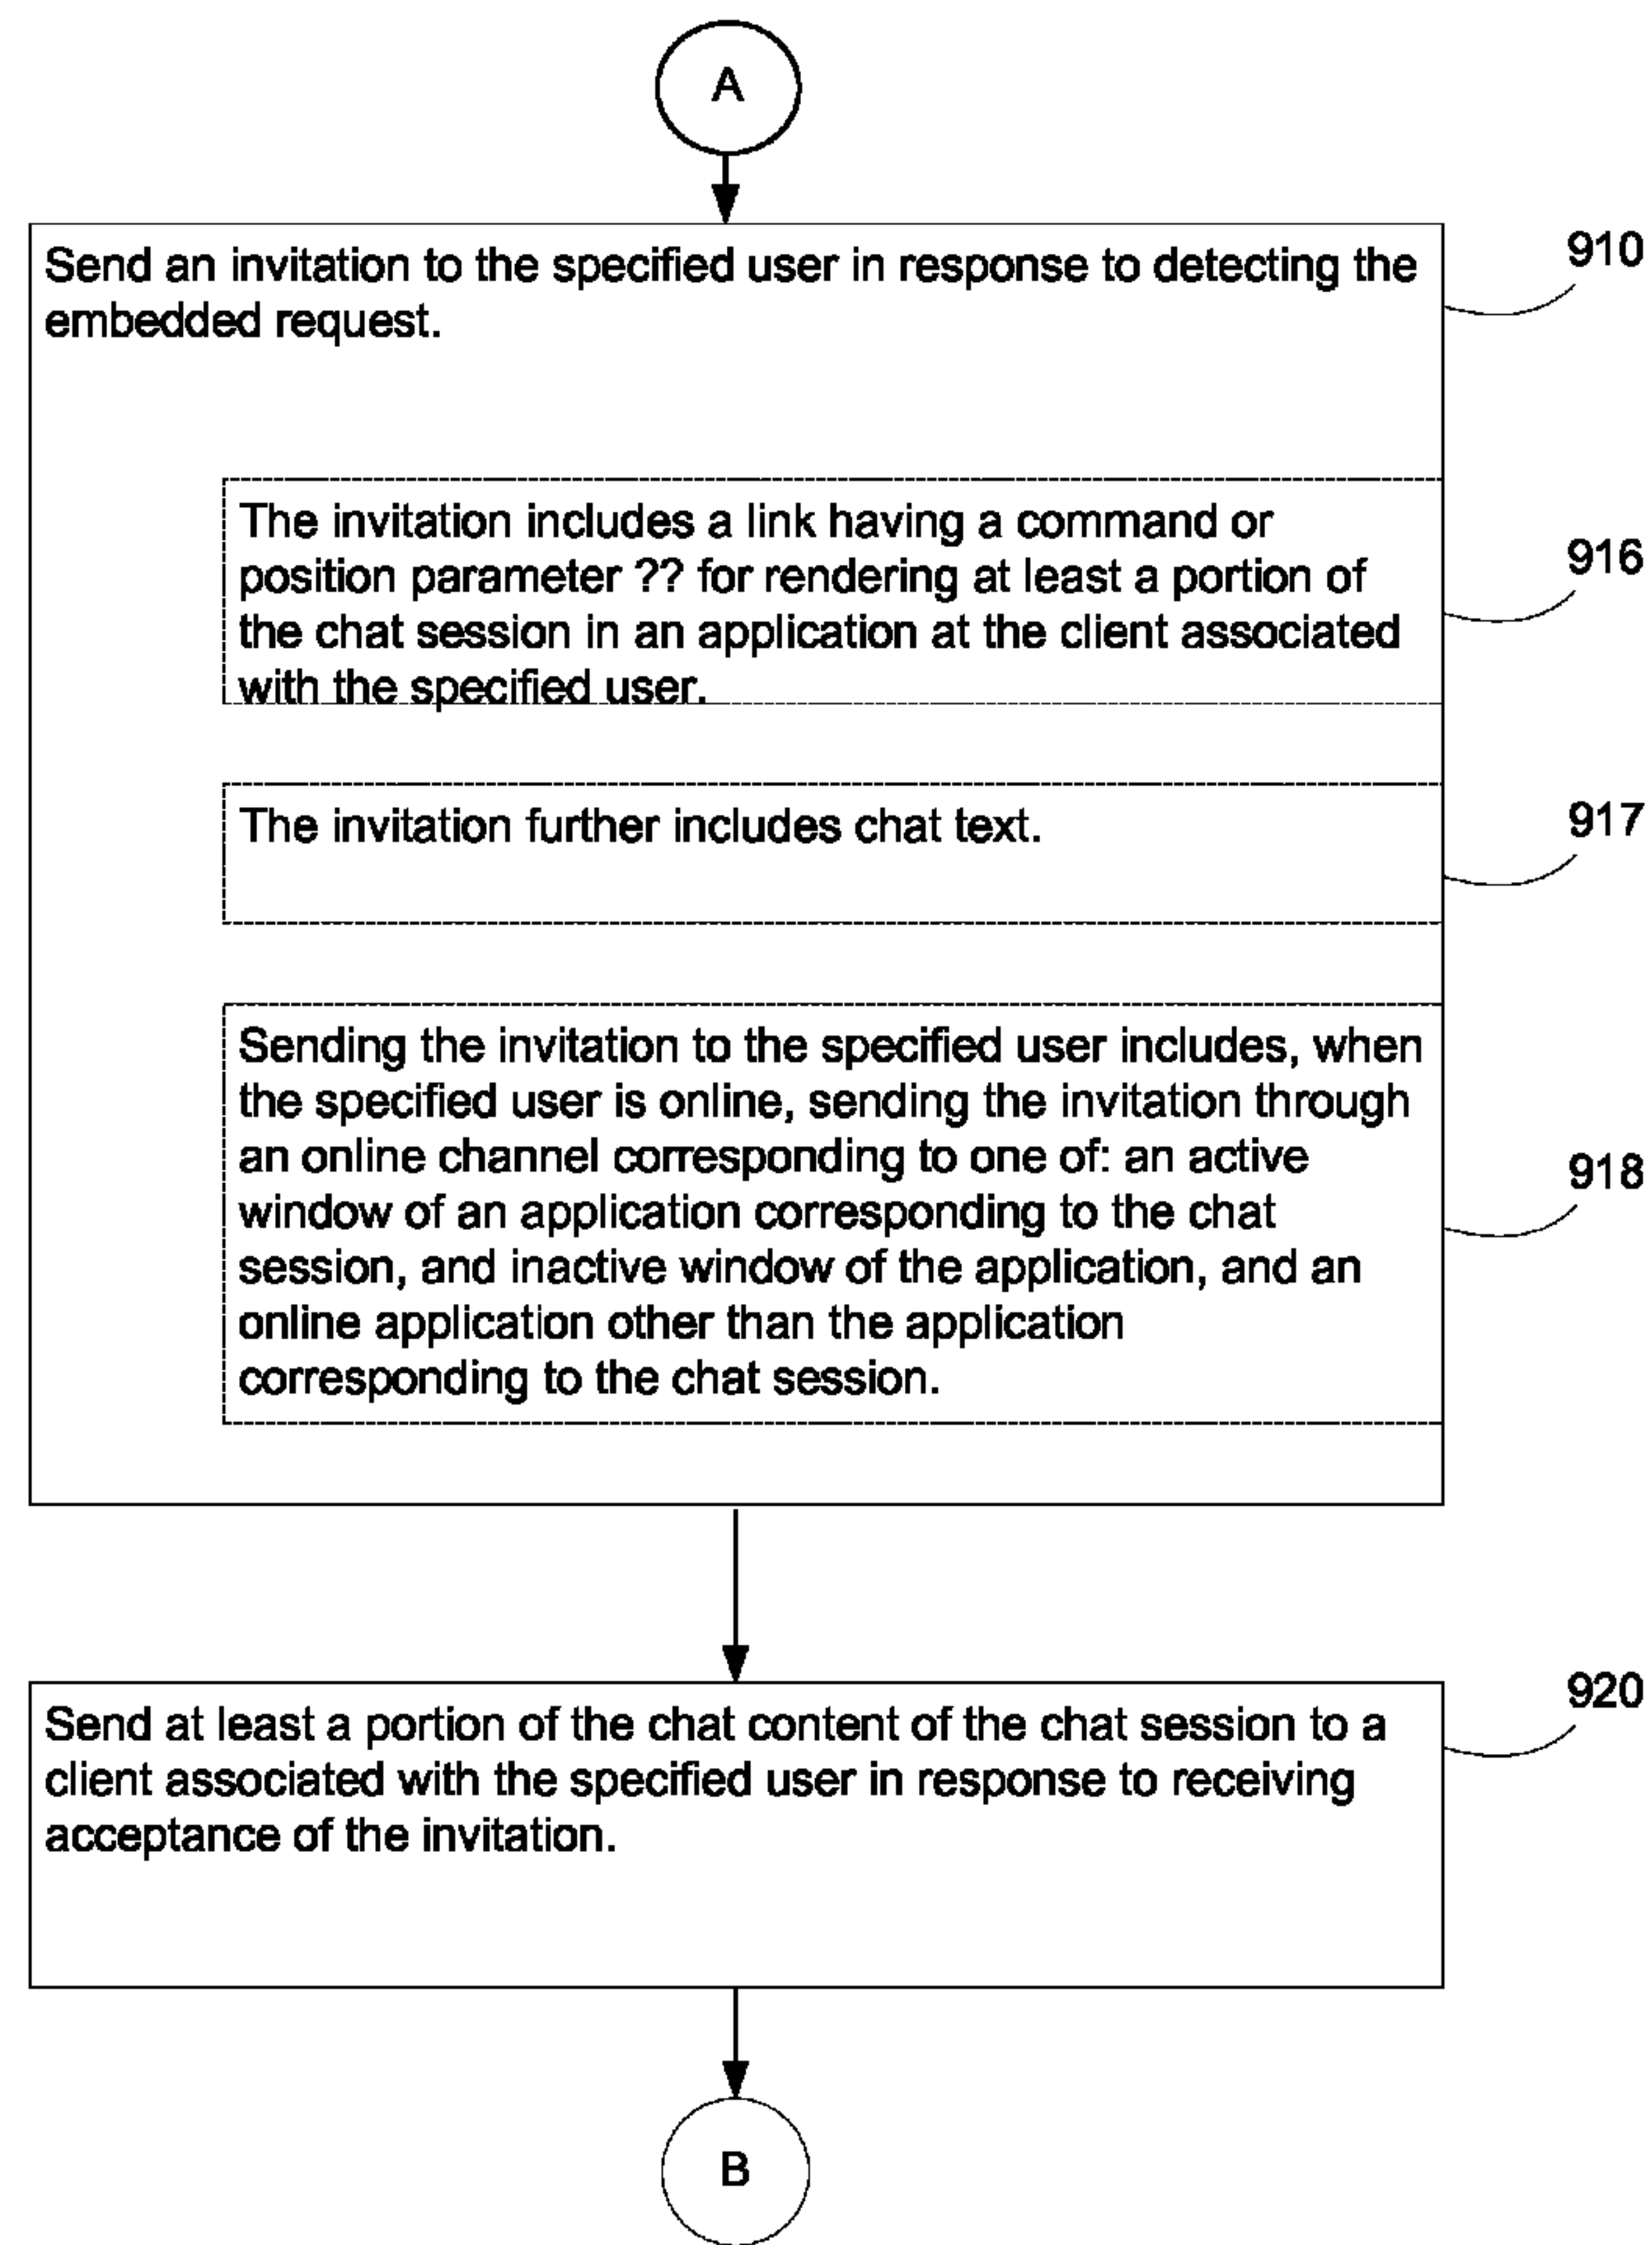 A
Send an invitation to the specified user in response to detecting the
embedded request.
910
The invitation includes a link having a command or
position parameter ?? for rendering at least a portion of
the chat session in an application at the client associated
with the specified user.
916
The invitation further includes chat text.
917
Sending the invitation to the specified user includes, when
the specified user is online, sending the invitation through
an online channel corresponding to one of: an active
window of an application corresponding to the chat
session, and inactive window of the application, and an
online application other than the application
corresponding to the chat session.
918
Send at least a portion of the chat content of the chat session to a
client associated with the specified user in response to receiving
acceptance of the invitation.
920
B